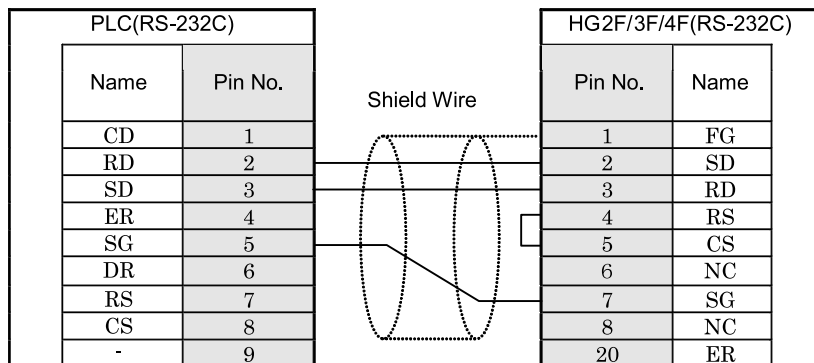 PLC(RS-232C) HG2F/3F/4F(RS-232C)
Name Pin No. Shield Wire Pin No. Name
CD 1 1 FG
RD 2 2 SD
SD 3 3 RD
ER 4 4 RS
SG 5 5 CS
DR 6 6 NC
RS 7 7 SG
CS 8 8 NC
- 9 20 ER